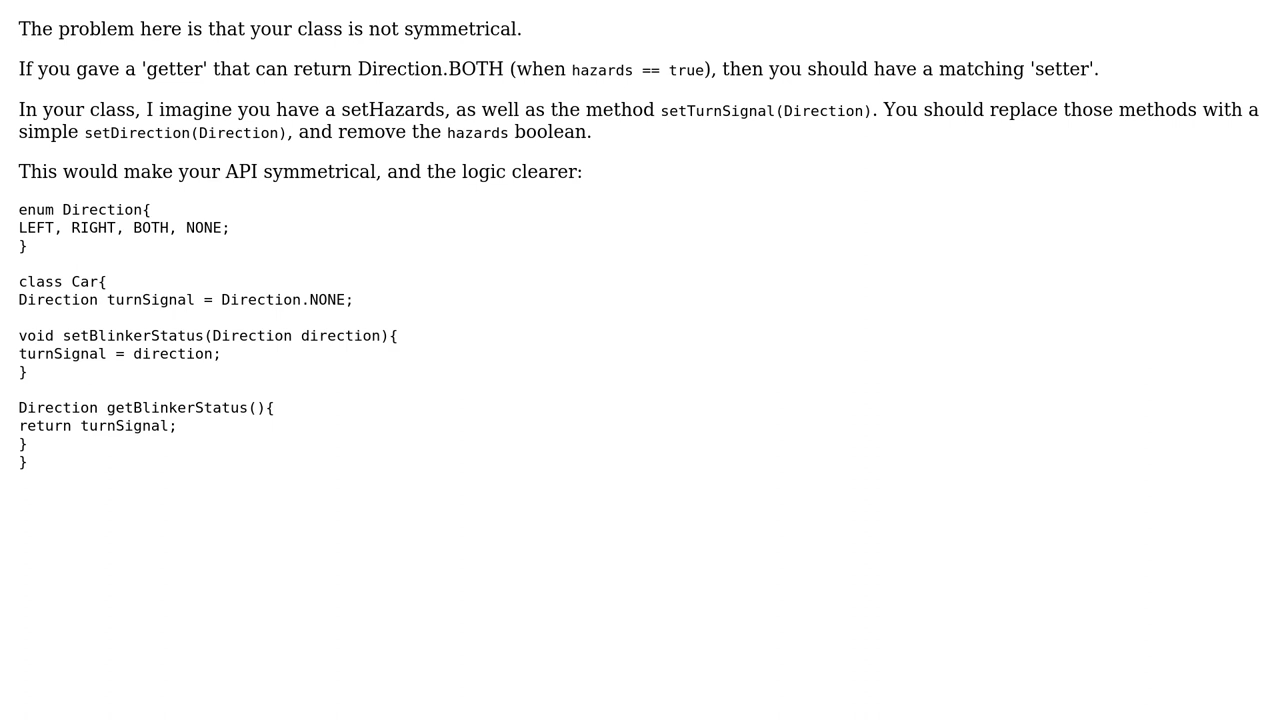 The problem here is that your class is not symmetrical.
If you gave a 'getter' that can return Direction.BOTH (when hazards == true), then you should have a matching 'setter'.
In your class, I imagine you have a setHazards, as well as the method setTurnSignal(Direction). You should replace those methods with a
simple setDirection(Direction), and remove the hazards boolean.
This would make your API symmetrical, and the logic clearer:
enum Direction{
LEFT, RIGHT, BOTH, NONE;
}
class Car{
Direction turnSignal = Direction.NONE;
void setBlinkerStatus(Direction direction){
turnSignal = direction;
}
Direction getBlinkerStatus(){
return turnSignal;
}
}